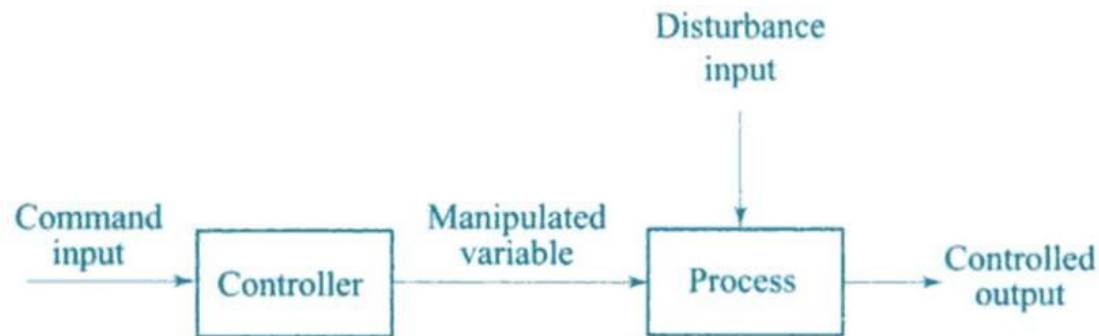 Disturbance
input
Command
input
Controller
Manipulated
variable
Process
Controlled
output